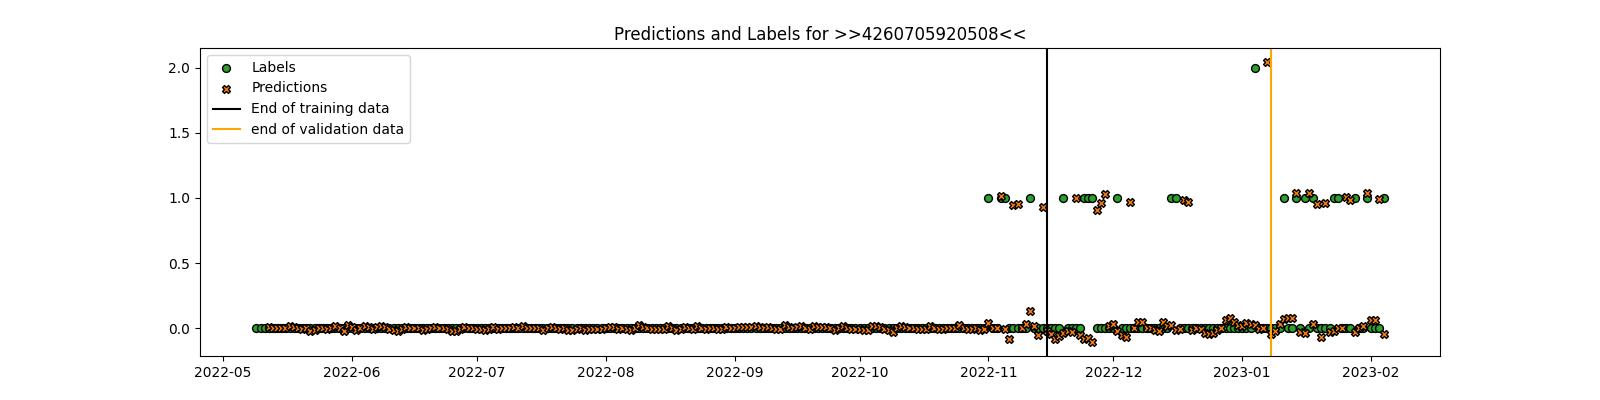 Predictions and Labels for >>4260705920508<<
Labels
Predictions
End of training data
end of validation data
2.0
1.5
1.0
0.5
0.0
2022-05 2022-06 2022-07 2022-08 2022-09 2022-10 2022-11 2022-12 2023-01 2023-02